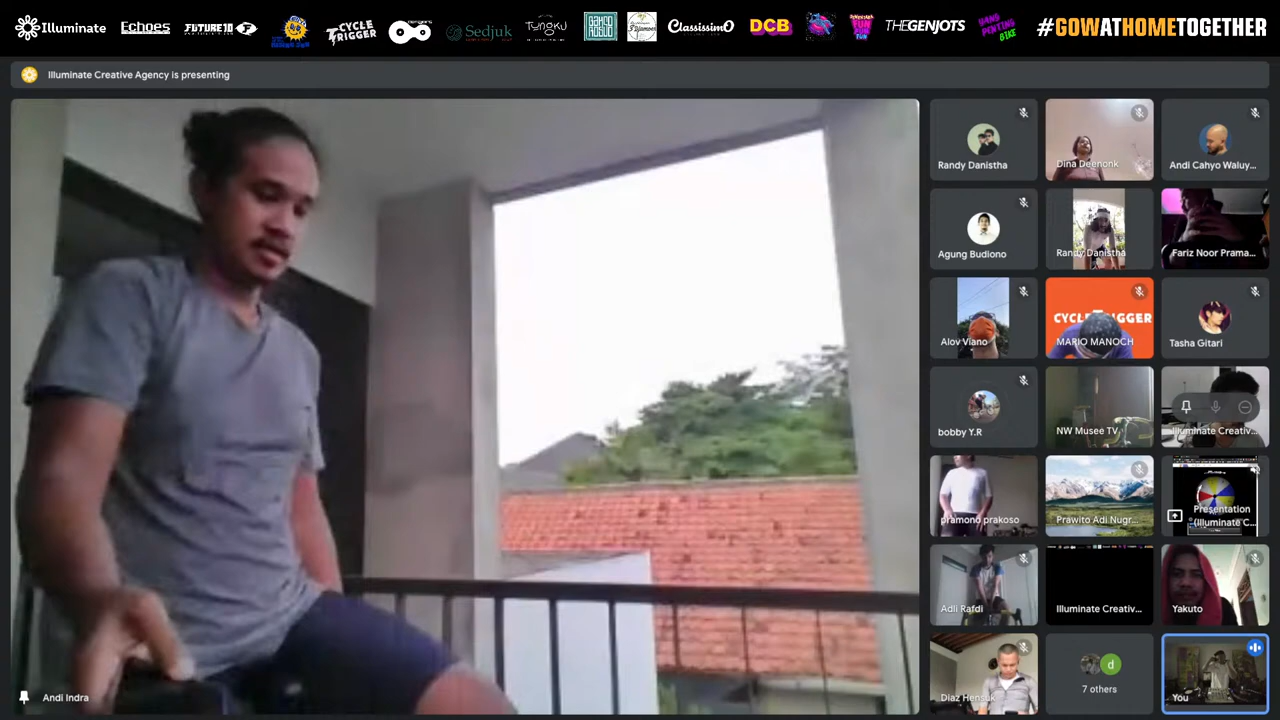 Illuminate
Echoes
FUTURE10
CYCLE TRIGGER
Sedjuk
TUNGKU
CLASSISSIMO
DCB
THEGENJOTS
YANG PENTING BIKE
#GOWATHOMETOGETHER
Illuminate Creative Agency is presenting
Randy Danistha
Dina Deenonk
Andi Cahyo Waluy...
Agung Budiono
Randy Danistha
Fariz Noor Prama...
Alov Viano
CYCLE TRIGGER
MARIO MANOCH
Tasha Gitari
bobby Y.R
NW Musee TV
Illuminate Creativ...
pramono prakoso
Prawito Adi Nugr...
Presentation
(Illuminate C...
Adli Rafdi
Illuminate Creativ...
Yakuto
Andi Indra
Diaz Hensuk
d
7 others
You